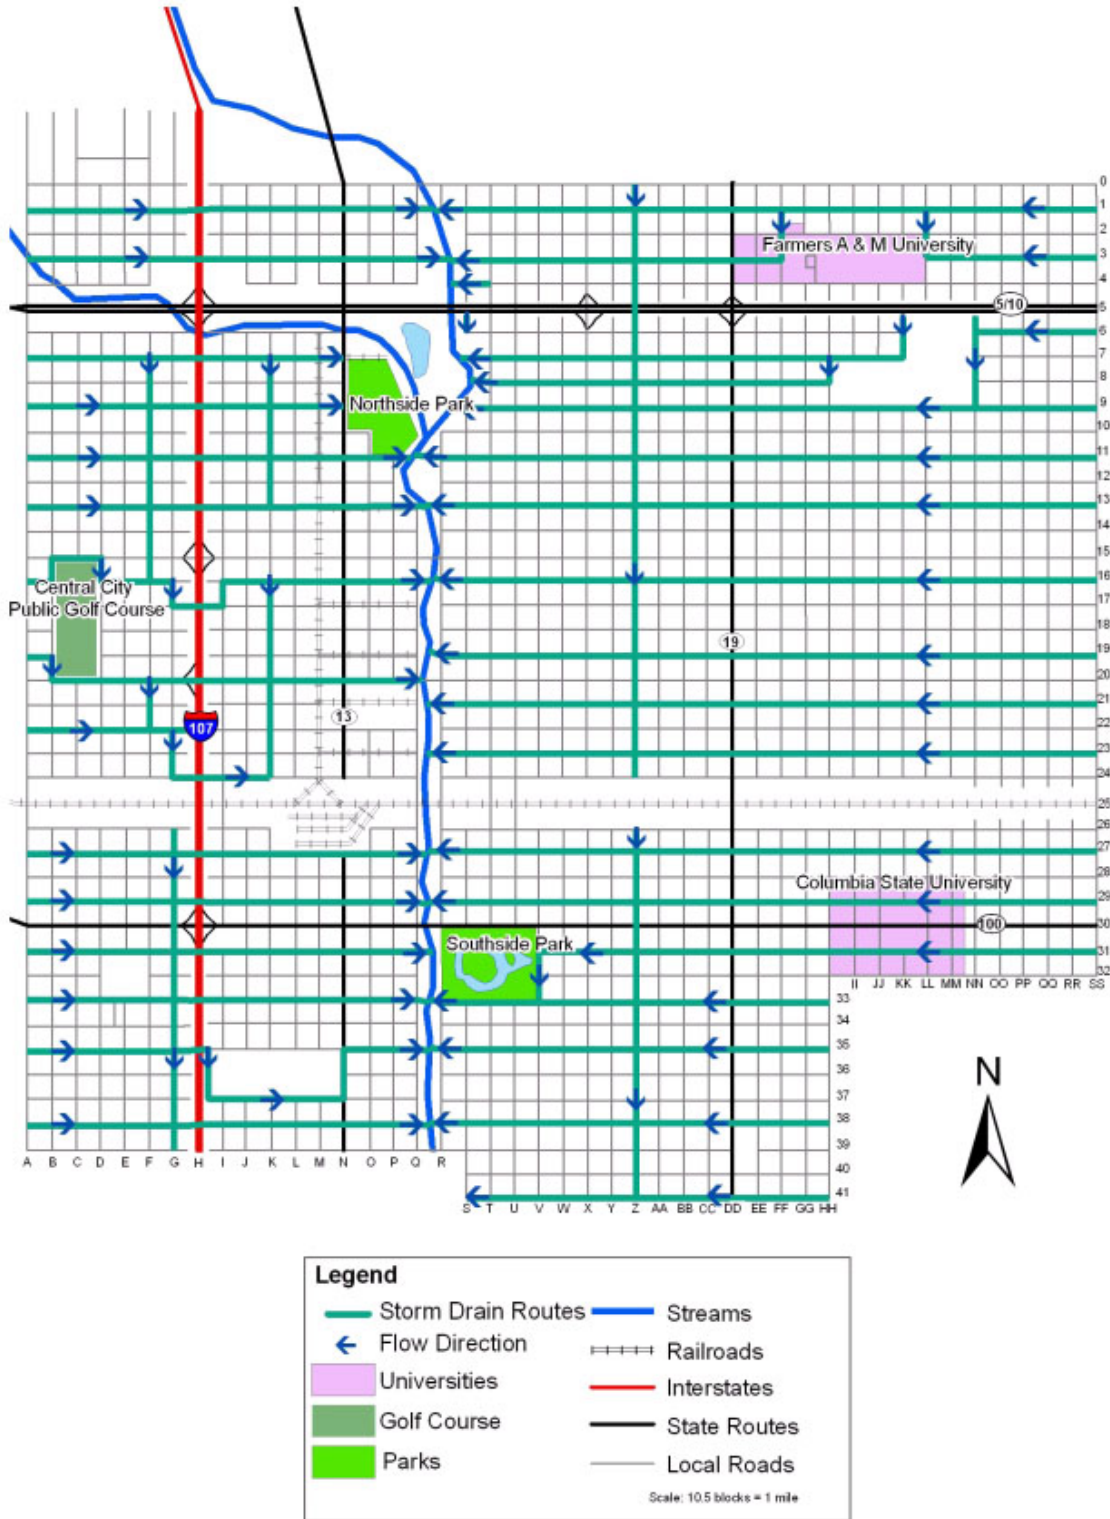 0
1
2
Farmers A & M University
3
4
5/10
5
6
7
8
Northside Park
9
10
11
12
13
14
15
Central City
Public Golf Course
16
17
18
19
19
20
21
107
13
22
23
24
25
26
27
Columbia State University
28
29
100
30
Southside Park
31
32
II JJ KK LL MM NN OO PP QQ RR SS
33
34
35
36
N
37
38
39
A B C D E F G H I J K L M N O P Q R
40
41
S T U V W X Y Z AA BB CC DD EE FF GG HH
Legend
Storm Drain Routes
Streams
Flow Direction
Railroads
Universities
Interstates
Golf Course
State Routes
Parks
Local Roads
Scale: 10.5 blocks = 1 mile